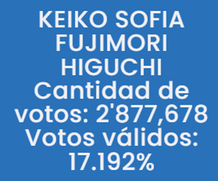 KEIKO SOFIA
FUJIMORI
HIGUCHI
Cantidad de
votos: 2'877,678
Votos válidos:
17.192%